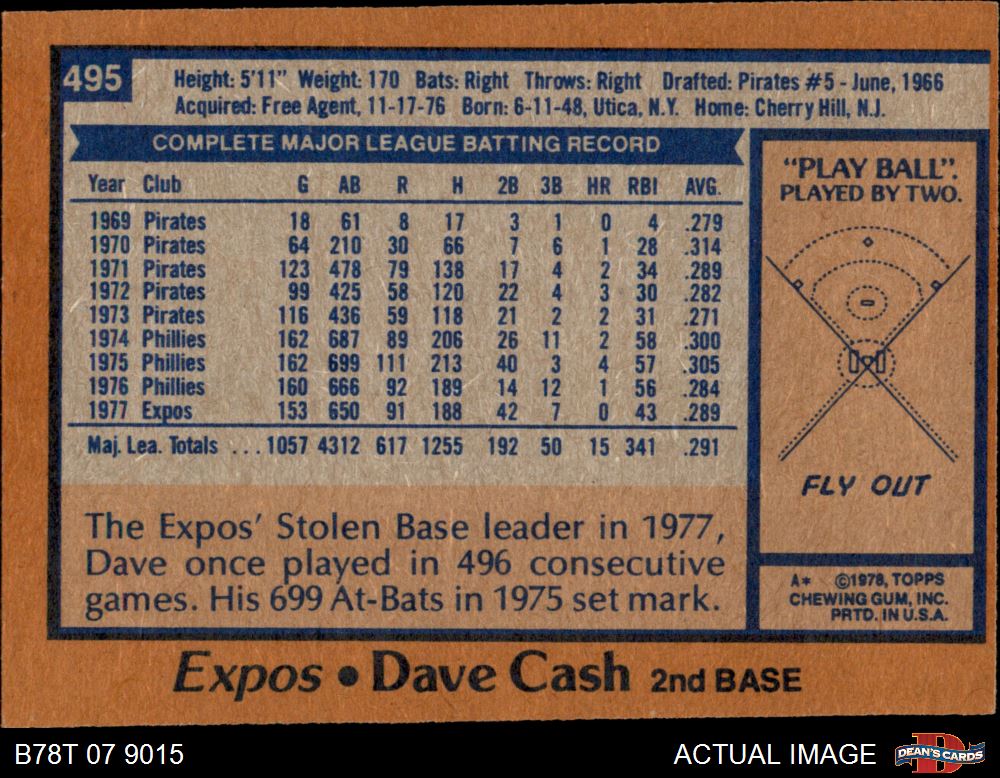 495
Height: 5'11" Weight: 170 Bats: Right Throws: Right Drafted: Pirates #5 - June, 1966
Acquired: Free Agent, 11-17-76 Born: 6-11-48, Utica, N.Y. Home: Cherry Hill, N.J.
COMPLETE MAJOR LEAGUE BATTING RECORD
Year Club G AB R H 2B 3B HR RBI AVG.
1969 Pirates 18 61 8 17 3 1 0 4 .279
1970 Pirates 64 210 30 66 7 6 1 28 .314
1971 Pirates 123 478 79 138 17 4 2 34 .289
1972 Pirates 99 425 58 120 22 4 3 30 .282
1973 Pirates 116 436 59 118 21 2 2 31 .271
1974 Phillies 162 687 89 206 26 11 2 58 .300
1975 Phillies 162 699 111 213 40 3 4 57 .305
1976 Phillies 160 666 92 189 14 12 1 56 .284
1977 Expos 153 650 91 188 42 7 0 43 .289
Maj. Lea. Totals ...1057 4312 617 1255 192 50 15 341 .291
The Expos' Stolen Base leader in 1977,
Dave once played in 496 consecutive
games. His 699 At-Bats in 1975 set mark.
"PLAY BALL".
PLAYED BY TWO.
FLY OUT
A* ©1978, TOPPS
CHEWING GUM, INC.
PRTD. IN U.S.A.
Expos • Dave Cash 2nd BASE
B78T 07 9015
ACTUAL IMAGE
D
DEAN'S CARDS